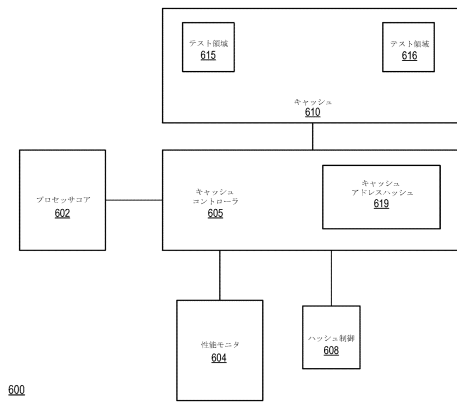 テスト領域
615
テスト領域
616
キャッシュ
610
プロセッサコア
602
キャッシュ
コントローラ
605
キャッシュ
アドレスハッシュ
619
性能モニタ
604
ハッシュ制御
608
600